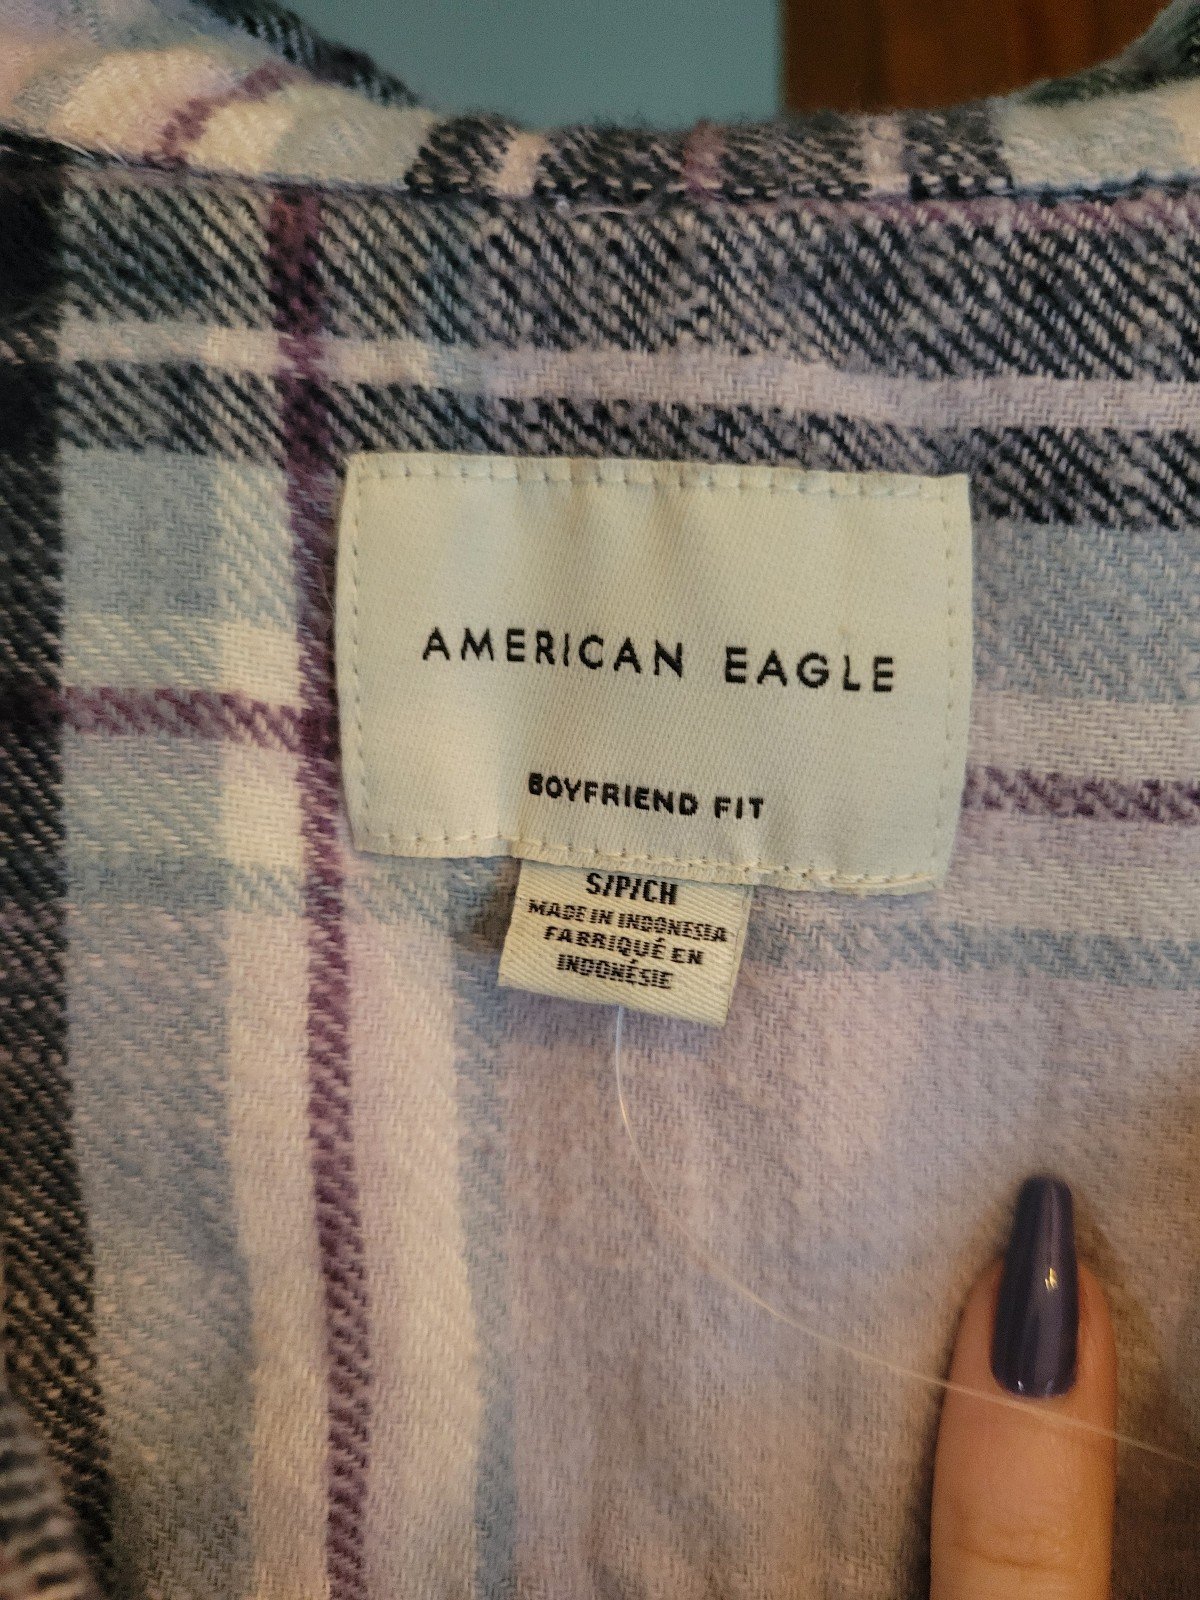 AMERICAN EAGLE
BOYFRIEND FIT
S/P/CH
MADE IN INDONESIA
FABRIQUÉ EN
INDONÉSIE